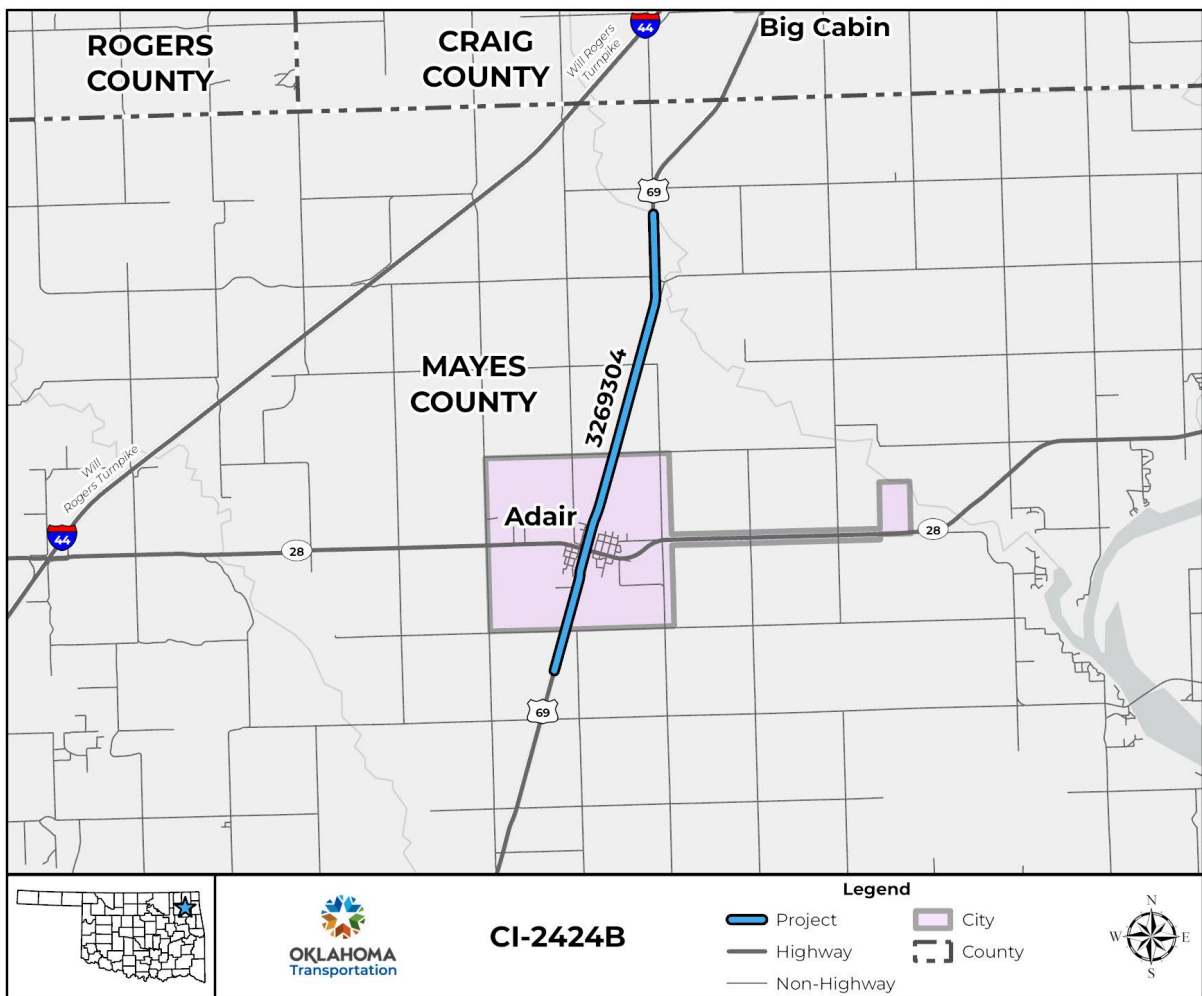 ROGERS
COUNTY
CRAIG
COUNTY
Will Rogers
Turnpike
44
Big Cabin
69
MAYES
COUNTY
3269304
Will
Rogers Turnpike
44
28
Adair
28
69
OKLAHOMA
Transportation
CI-2424B
Legend
Project
Highway
Non-Highway
City
County
N
W
E
S